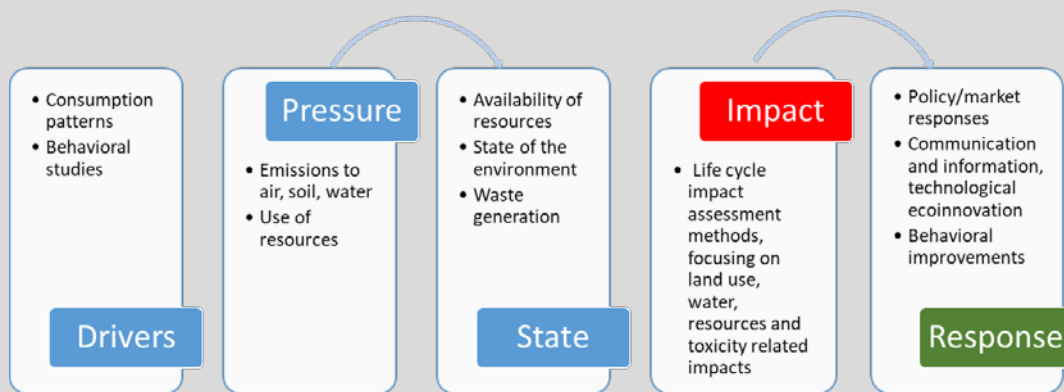 • Consumption
patterns
• Behavioral
studies
Drivers
Pressure
• Emissions to
air, soil, water
• Use of
resources
• Availability of
resources
• State of the
environment
• Waste
generation
State
Impact
• Life cycle
impact
assessment
methods,
focusing on
land use,
water,
resources and
toxicity related
impacts
• Policy/market
responses
• Communication
and information,
technological
ecoinnovation
• Behavioral
improvements
Response